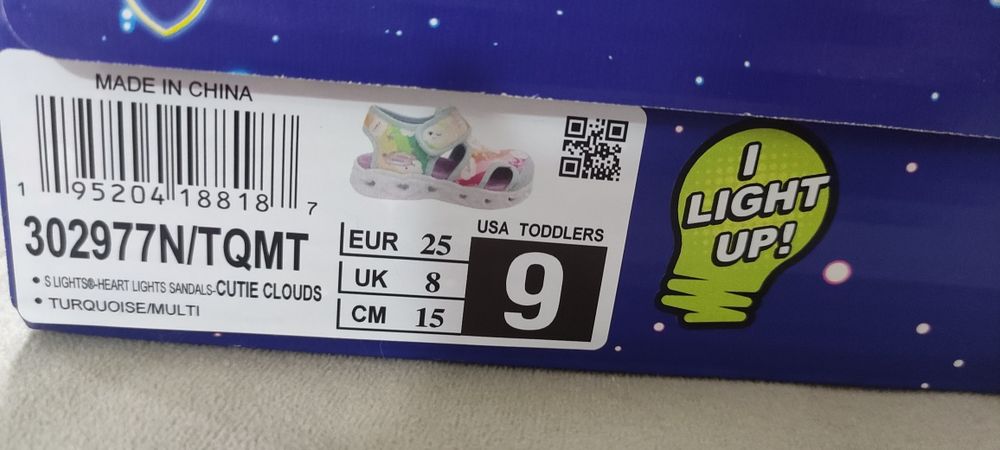 MADE IN CHINA
1 95204 18818 7
302977N/TQMT
• S LIGHTS®-HEART LIGHTS SANDALS-CUTIE CLOUDS
• TURQUOISE/MULTI
EUR 25
UK 8
CM 15
USA TODDLERS
9
I
LIGHT
UP!